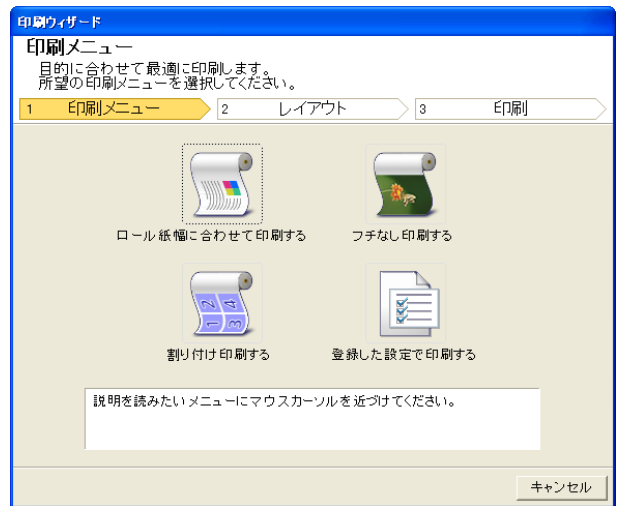 印刷ウィザード
印刷メニュー
目的に合わせて最適に印刷します。
所望の印刷メニューを選択してください。
1 印刷メニュー 2 レイアウト 3 印刷
ロール紙幅に合わせて印刷する フチなし印刷する
1 2 3 4
割り付け印刷する 登録した設定で印刷する
説明を読みたいメニューにマウスカーソルを近づけてください。
キャンセル